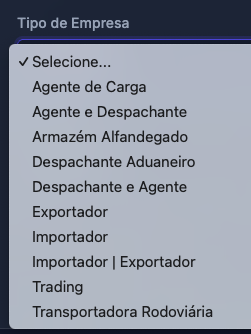 Tipo de Empresa
✓ Selecione...
Agente de Carga
Agente e Despachante
Armazém Alfandegado
Despachante Aduaneiro
Despachante e Agente
Exportador
Importador
Importador | Exportador
Trading
Transportadora Rodoviária